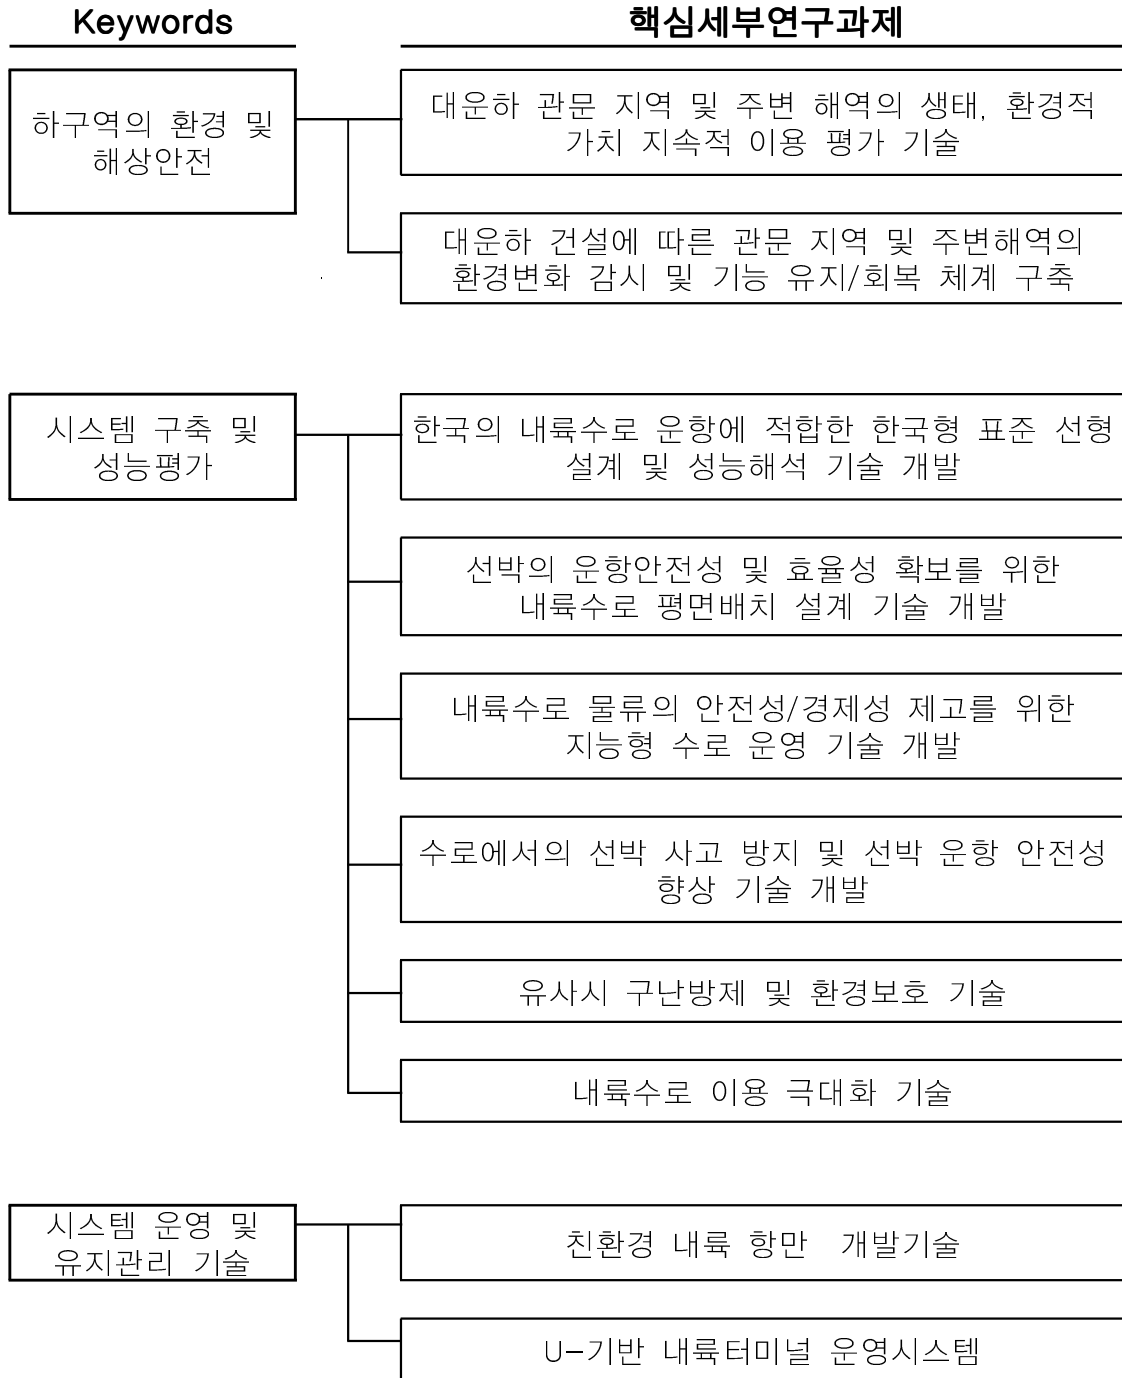 Keywords
핵심세부연구과제
하구역의 환경 및
해상안전
대운하 관문 지역 및 주변 해역의 생태, 환경적
가치 지속적 이용 평가 기술
대운하 건설에 따른 관문 지역 및 주변해역의
환경변화 감시 및 기능 유지/회복 체계 구축
시스템 구축 및
성능평가
한국의 내륙수로 운항에 적합한 한국형 표준 선형
설계 및 성능해석 기술 개발
선박의 운항안전성 및 효율성 확보를 위한
내륙수로 평면배치 설계 기술 개발
내륙수로 물류의 안전성/경제성 제고를 위한
지능형 수로 운영 기술 개발
수로에서의 선박 사고 방지 및 선박 운항 안전성
향상 기술 개발
유사시 구난방제 및 환경보호 기술
내륙수로 이용 극대화 기술
시스템 운영 및
유지관리 기술
친환경 내륙 항만 개발기술
U-기반 내륙터미널 운영시스템